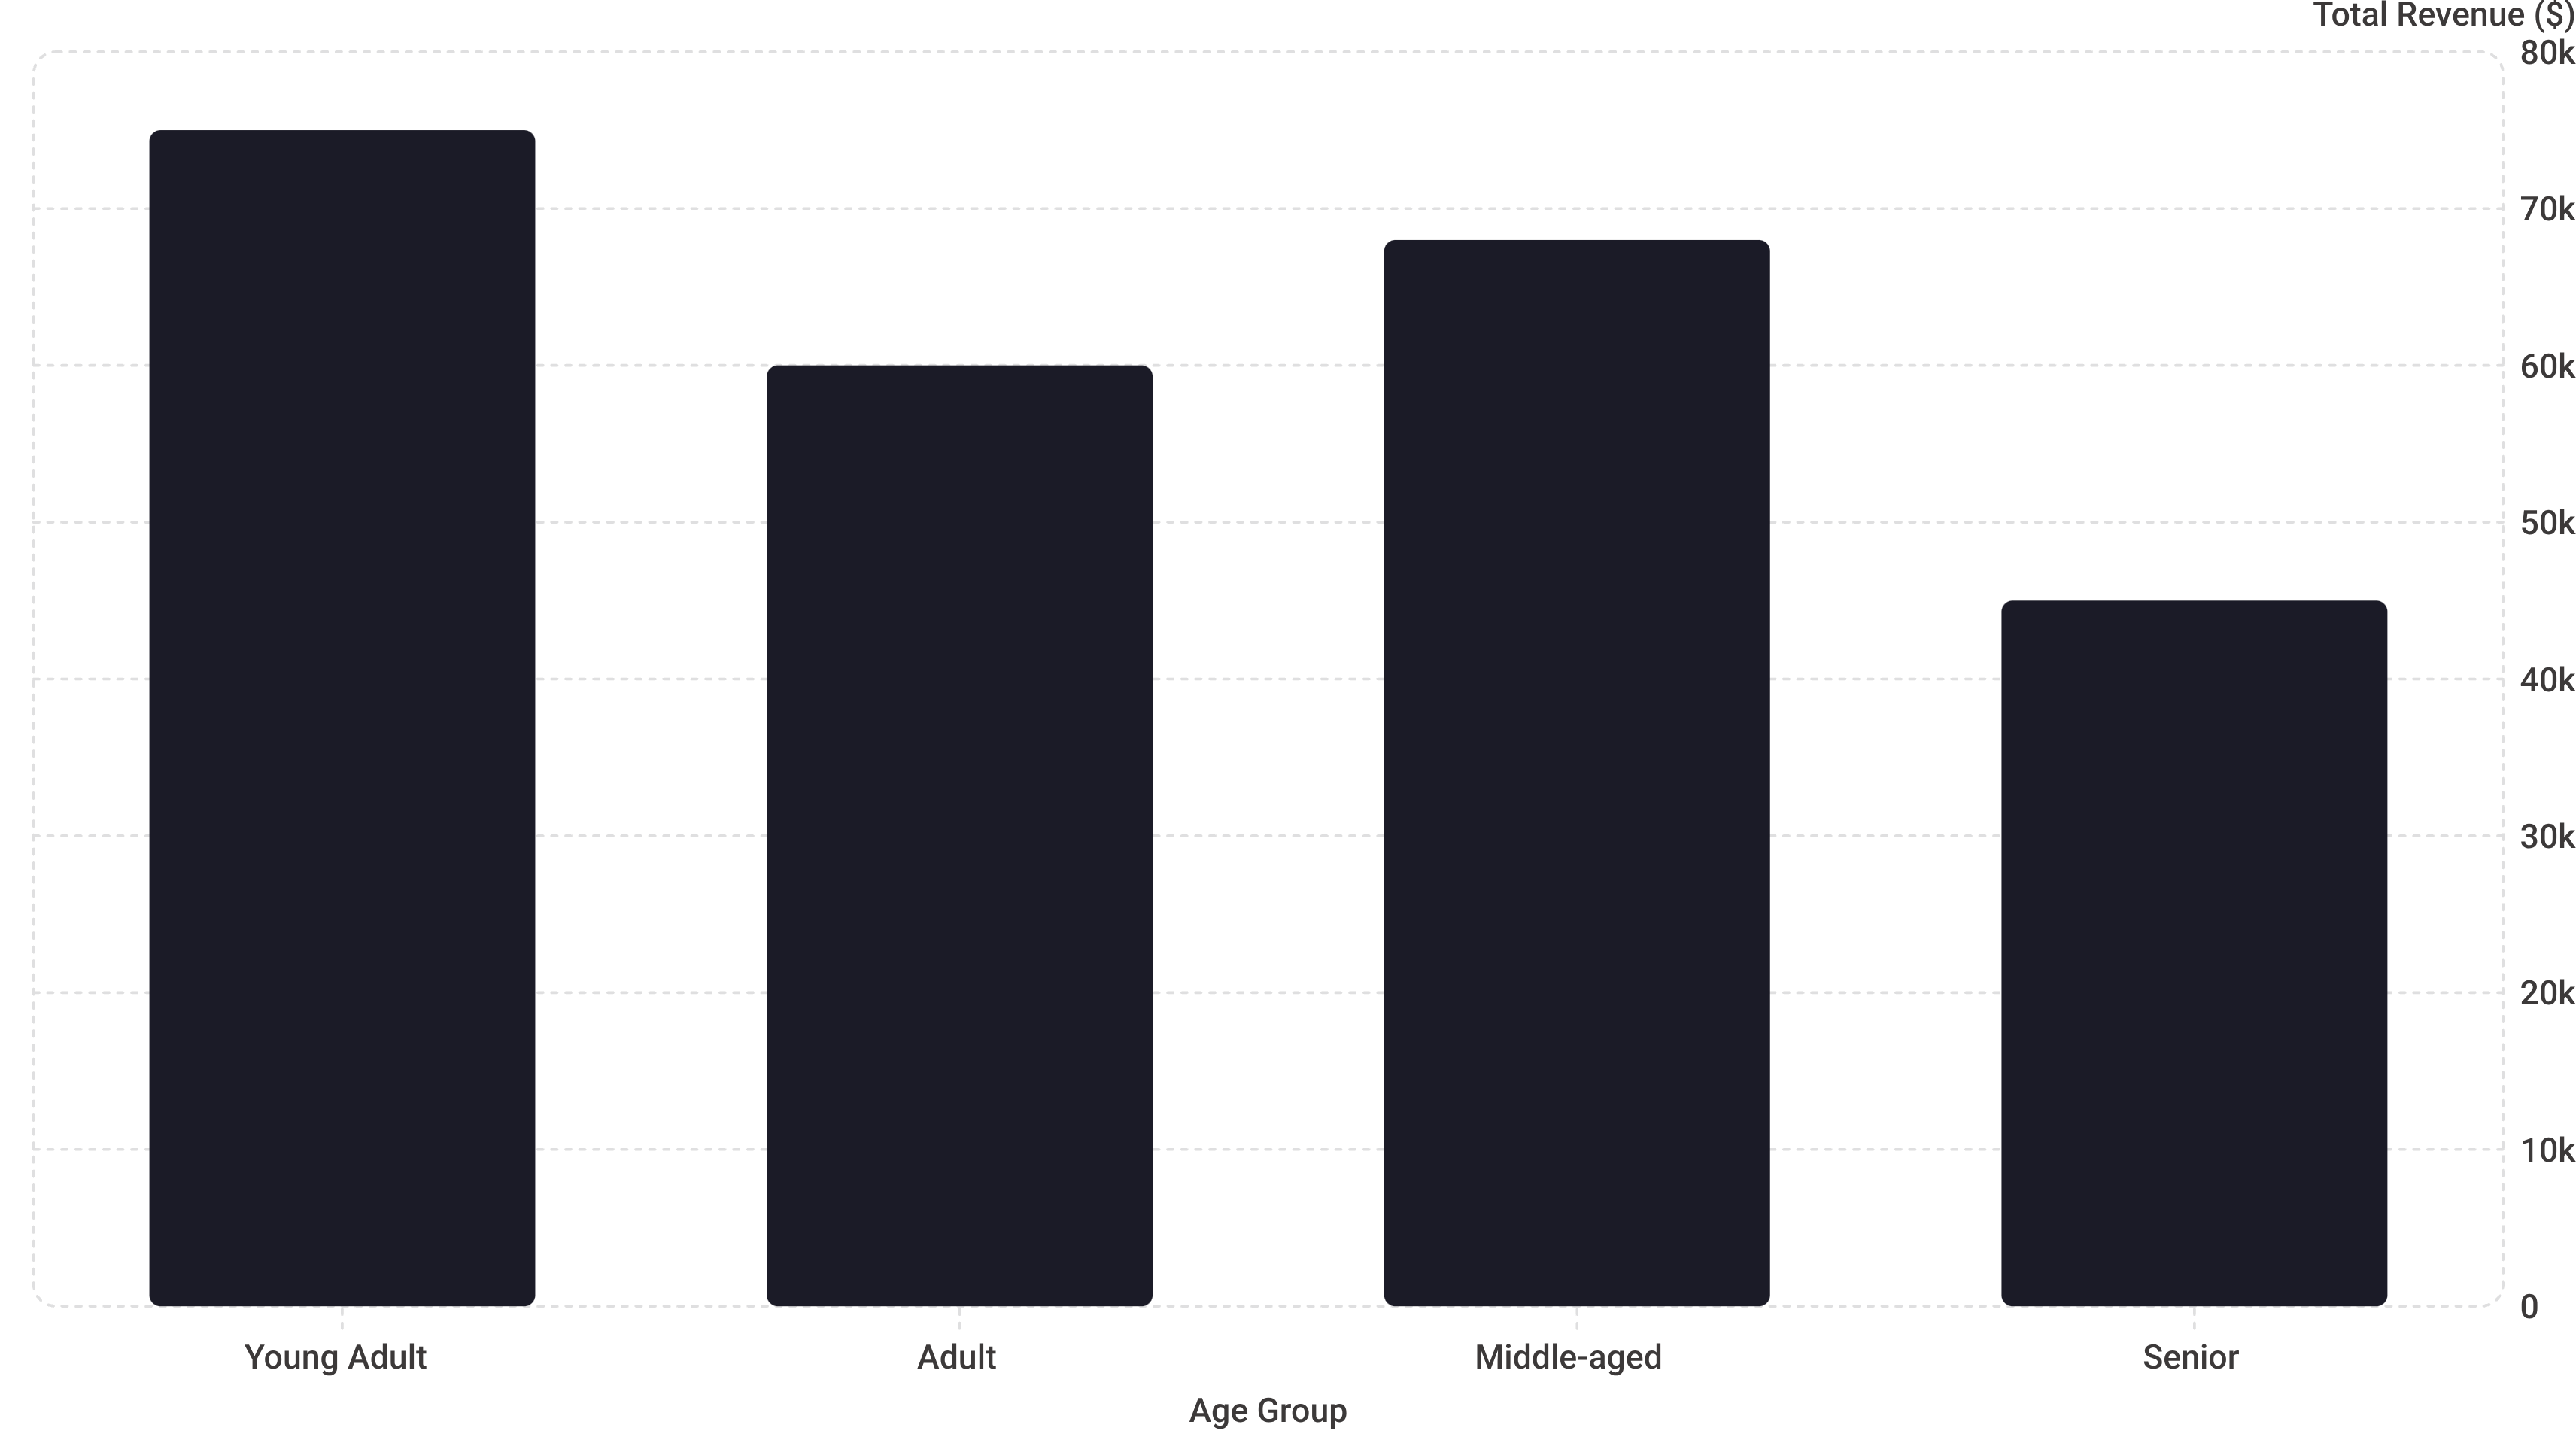 Total Revenue ($)
80k
70k
60k
50k
40k
30k
20k
10k
0
Young Adult
Adult
Middle-aged
Senior
Age Group